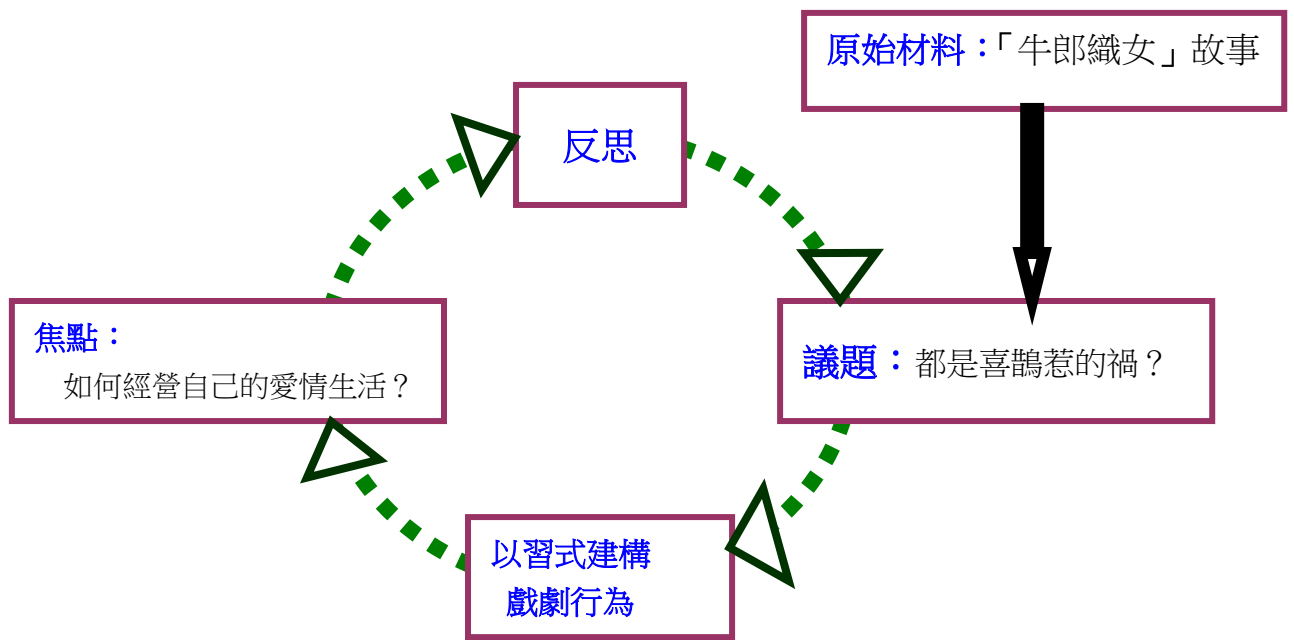 原始材料：「牛郎織女」故事
反思
焦點：
如何經營自己的愛情生活？
議題：都是喜鵲惹的禍？
以習式建構
戲劇行為